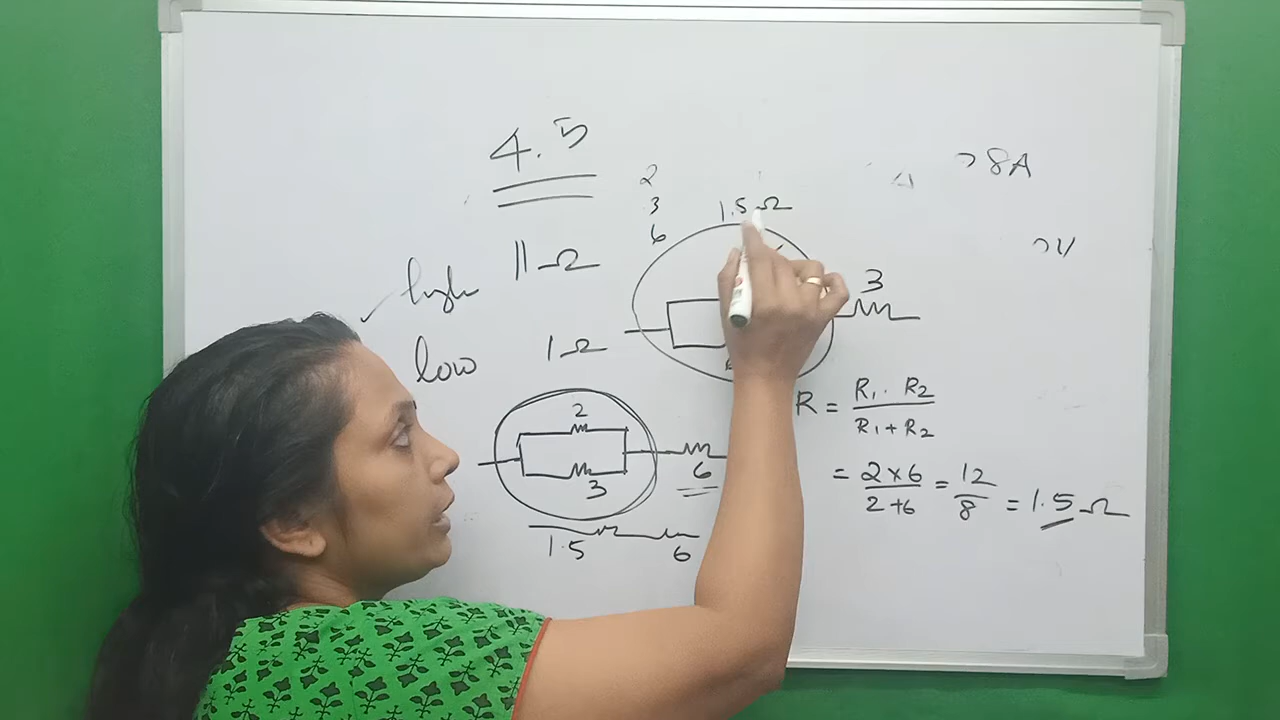 4.5
2
3
6
1.5 Ω
8A
11 Ω
high
3
1 Ω
low
R = R1 . R2 / R1 + R2
2
3
6
= 2 x 6 / 2 + 6 = 12 / 8 = 1.5 Ω
1.5
6